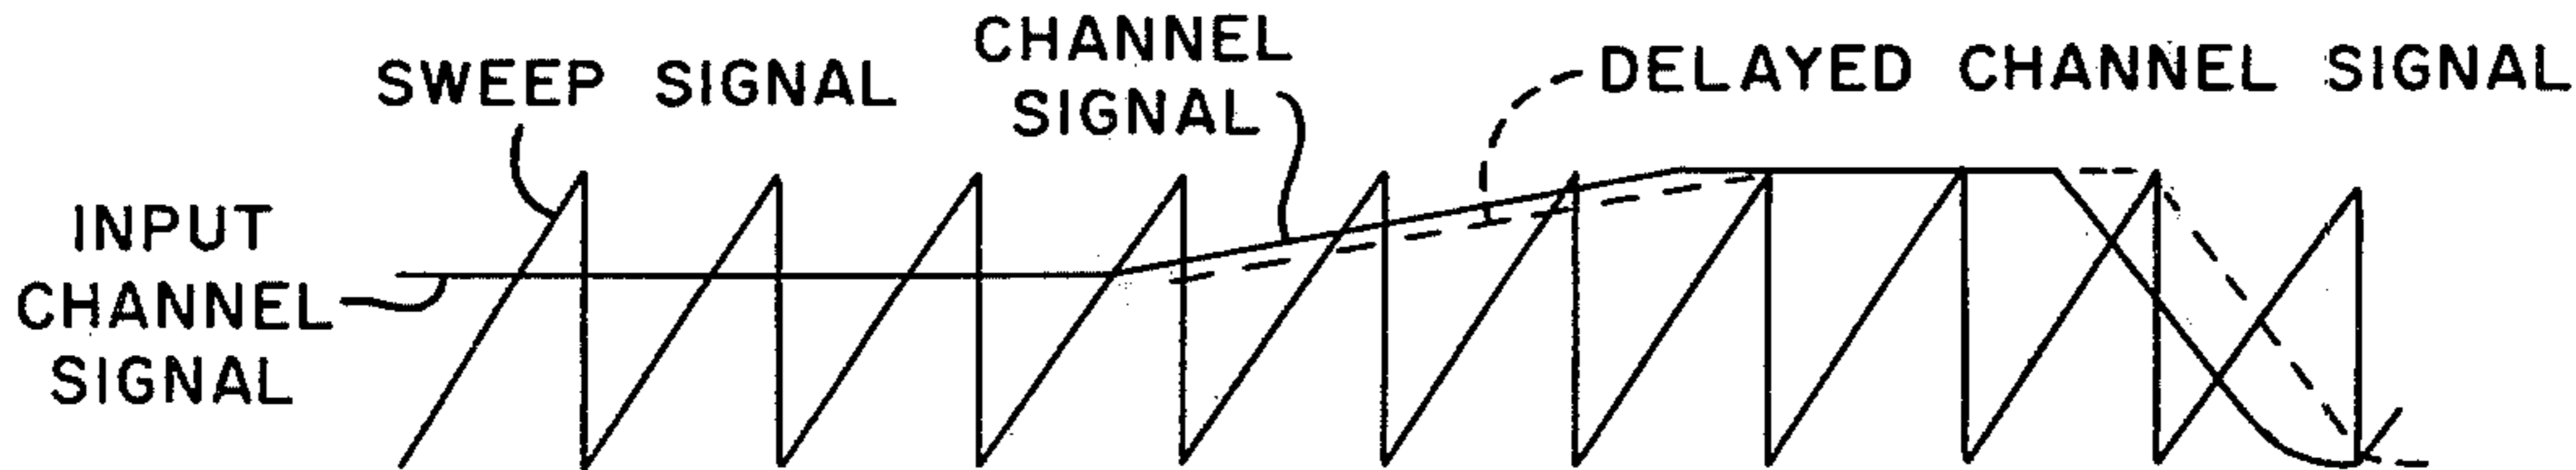 SWEEP SIGNAL
CHANNEL
SIGNAL
DELAYED CHANNEL SIGNAL
INPUT
CHANNEL
SIGNAL